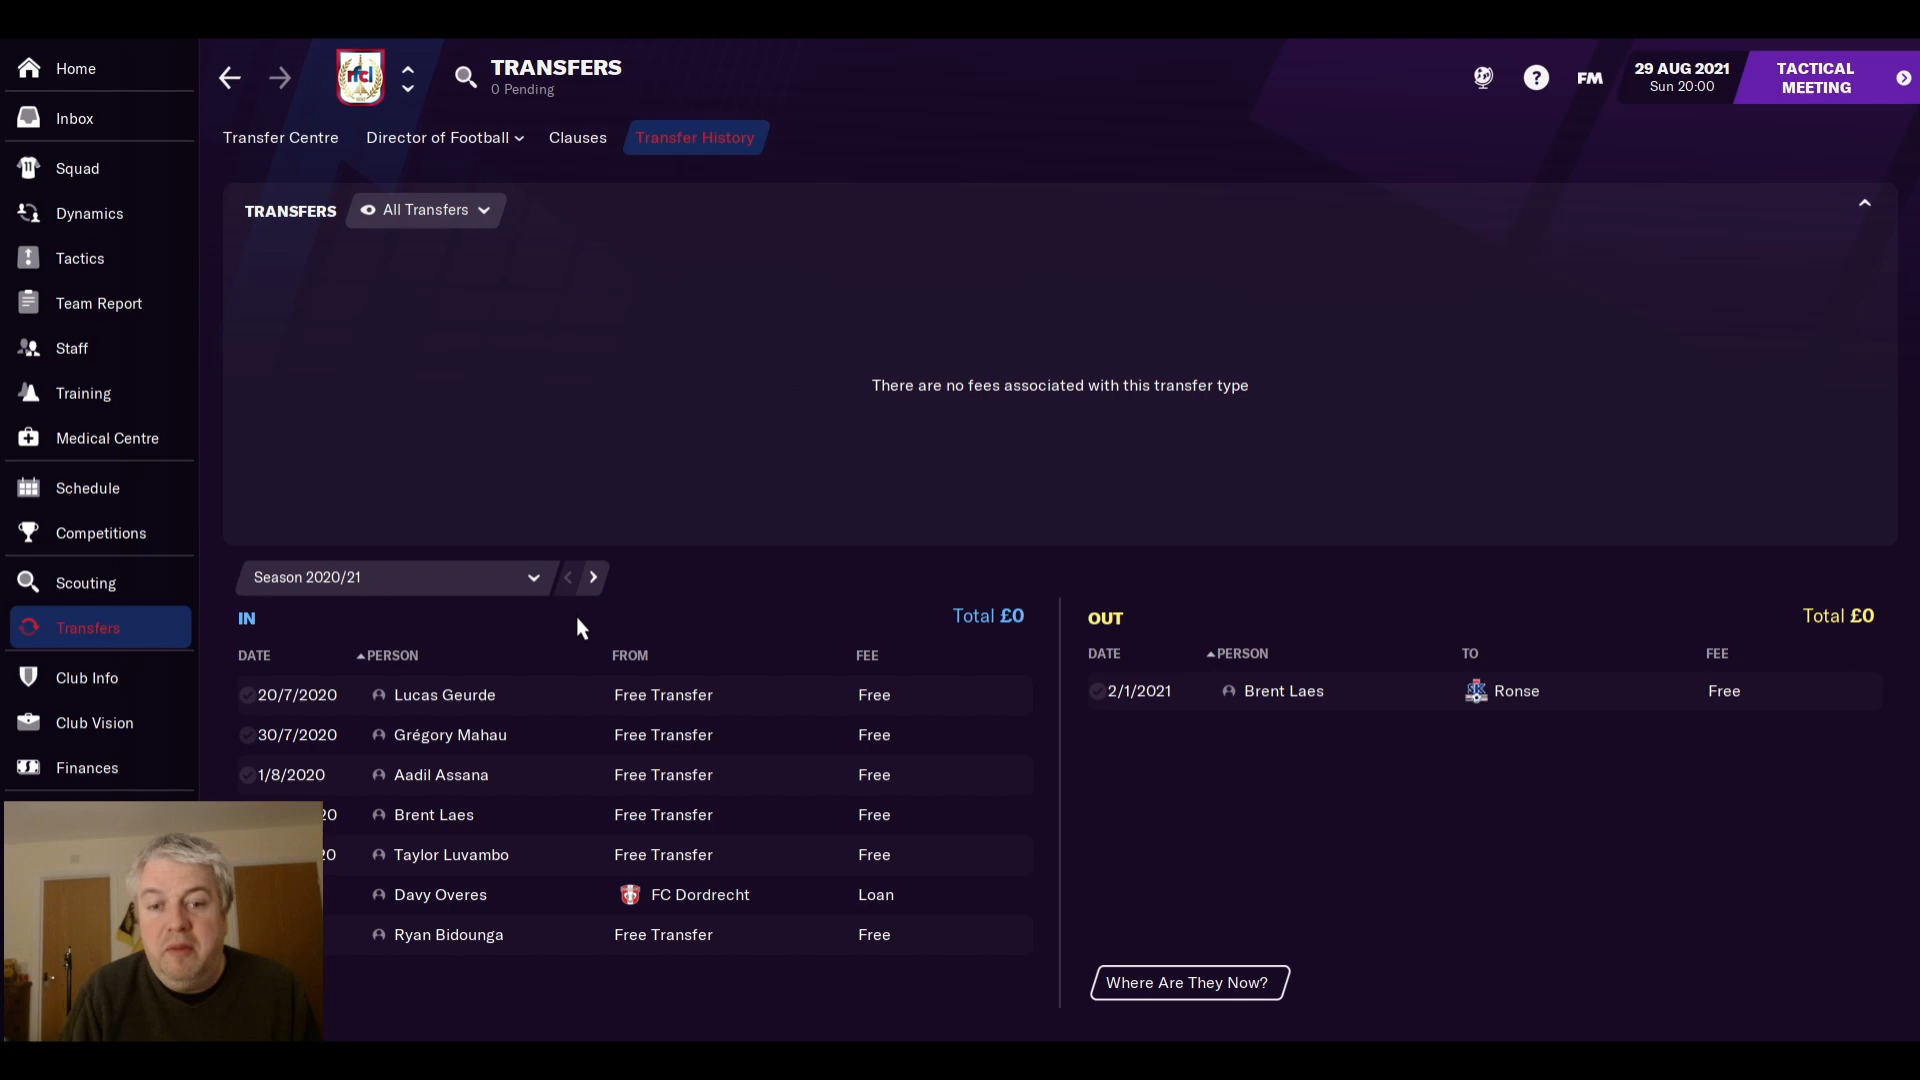 Home
Inbox
Squad
Dynamics
Tactics
Team Report
Staff
Training
Medical Centre
Schedule
Competitions
Scouting
Transfers
Club Info
Club Vision
Finances
rfcl
TRANSFERS
0 Pending
FM
29 AUG 2021
Sun 20:00
TACTICAL
MEETING
Transfer Centre Director of Football Clauses Transfer History
TRANSFERS All Transfers
There are no fees associated with this transfer type
Season 2020/21
IN Total £0
DATE PERSON FROM FEE
20/7/2020 Lucas Geurde Free Transfer Free
30/7/2020 Grégory Mahau Free Transfer Free
1/8/2020 Aadil Assana Free Transfer Free
20 Brent Laes Free Transfer Free
20 Taylor Luvambo Free Transfer Free
Davy Overes FC Dordrecht Loan
Ryan Bidounga Free Transfer Free
OUT Total £0
DATE PERSON TO FEE
2/1/2021 Brent Laes Ronse Free
Where Are They Now?